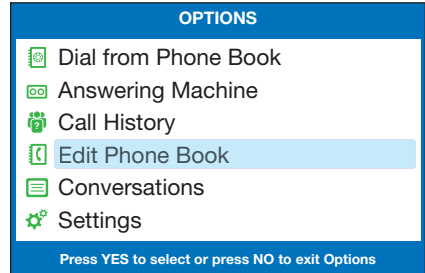 OPTIONS
Dial from Phone Book
Answering Machine
Call History
Edit Phone Book
Conversations
Settings
Press YES to select or press NO to exit Options